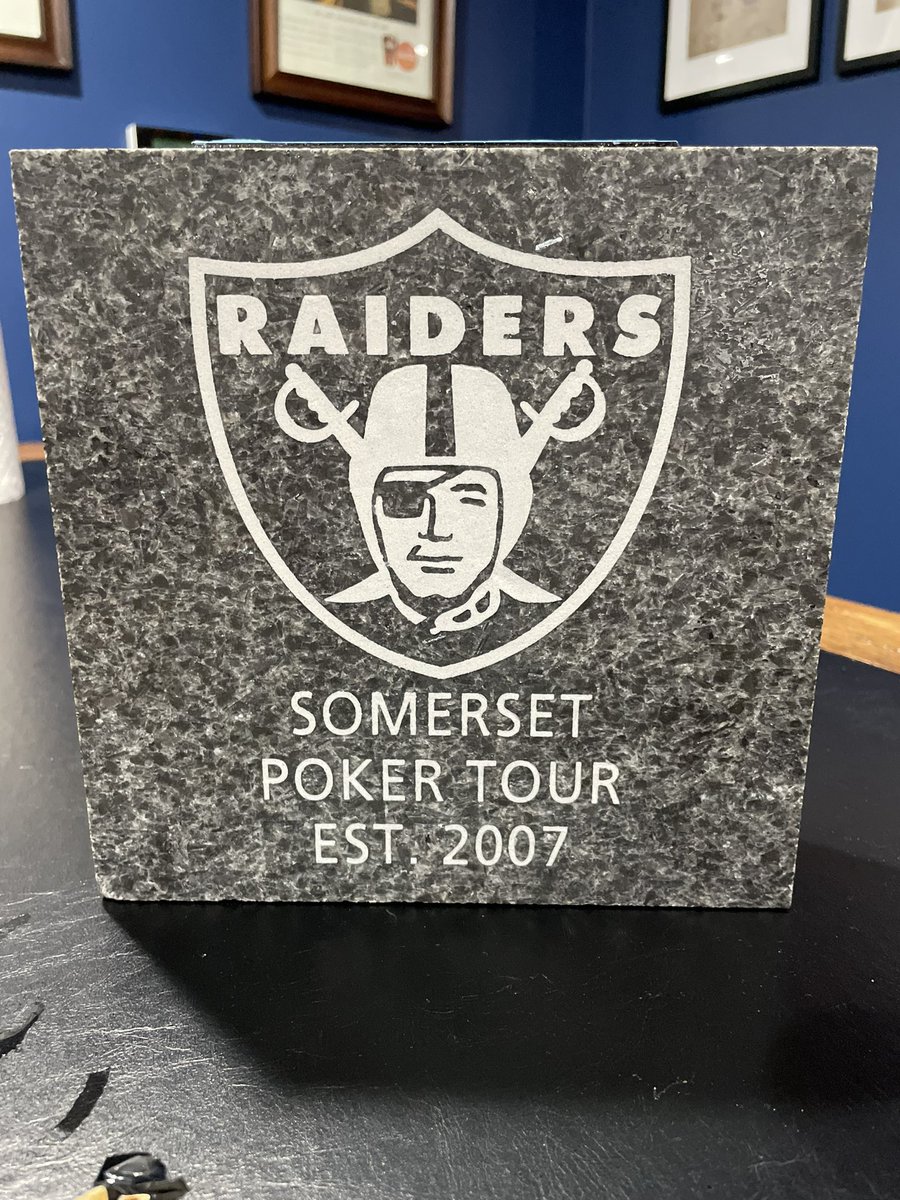 RAIDERS
SOMERSET
POKER TOUR
EST. 2007